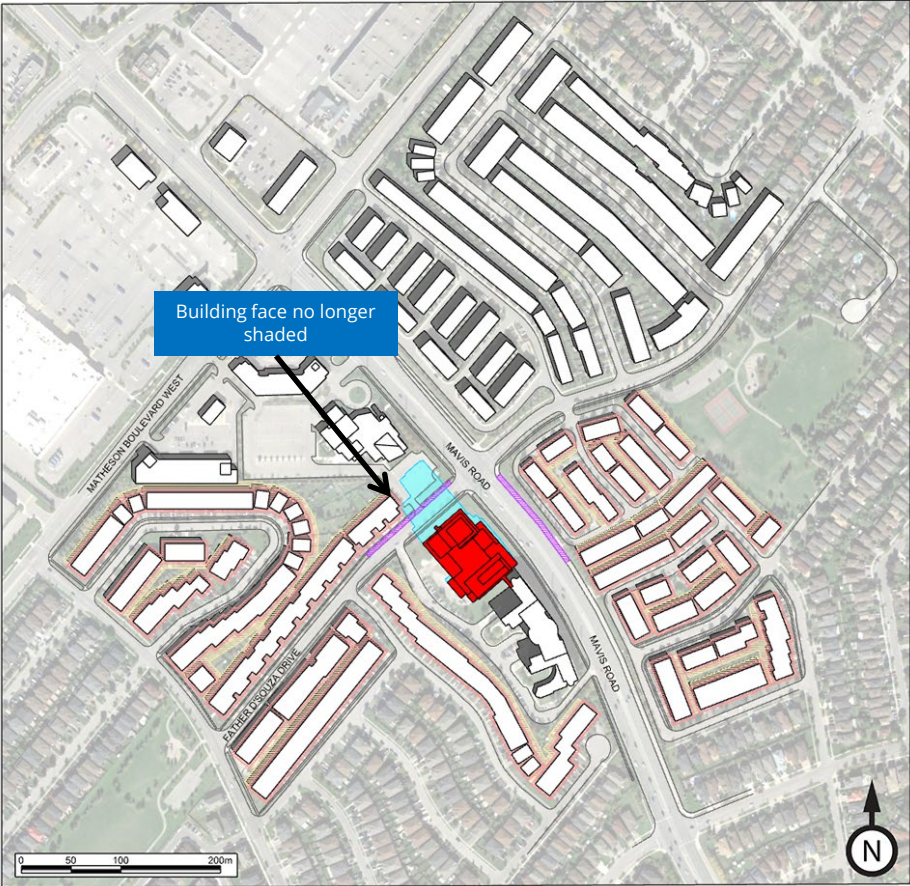 Building face no longer
shaded
MATHESON BOULEVARD WEST
MAVIS ROAD
MAVIS ROAD
FATHER D'SOUZA DRIVE
0 50 100 200m
N